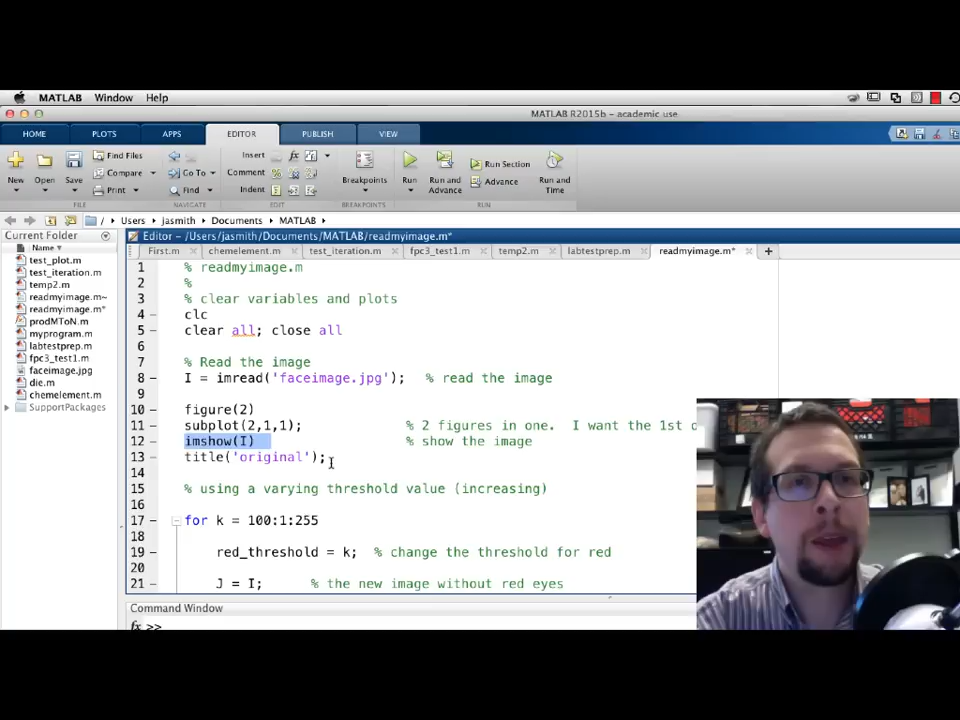 MATLAB Window Help
MATLAB R2015b - academic use
HOME PLOTS APPS EDITOR PUBLISH VIEW
New Open Save Find Files Compare Print Go To Find Insert fx Comment % Indent Breakpoints Run Run and Advance Run Section Advance Run and Time
FILE NAVIGATE EDIT BREAKPOINTS RUN
/ Users jasmith Documents MATLAB
Current Folder
Name
test_plot.m
test_iteration.m
temp2.m
readmyimage.m~
readmyimage.m*
prodMToN.m
myprogram.m
labtestprep.m
fpc3_test1.m
faceimage.jpg
die.m
chemelement.m
SupportPackages
Editor - /Users/jasmith/Documents/MATLAB/readmyimage.m*
First.m chemelement.m test_iteration.m fpc3_test1.m temp2.m labtestprep.m readmyimage.m*
1 % readmyimage.m
2 %
3 % clear variables and plots
4 clc
5 clear all; close all
6
7 % Read the image
8 I = imread('faceimage.jpg'); % read the image
9
10 figure(2)
11 subplot(2,1,1); % 2 figures in one. I want the 1st o
12 imshow(I) % show the image
13 title('original');
14
15 % using a varying threshold value (increasing)
16
17 for k = 100:1:255
18
19 red_threshold = k; % change the threshold for red
20
21 J = I; % the new image without red eyes
Command Window
fx >>